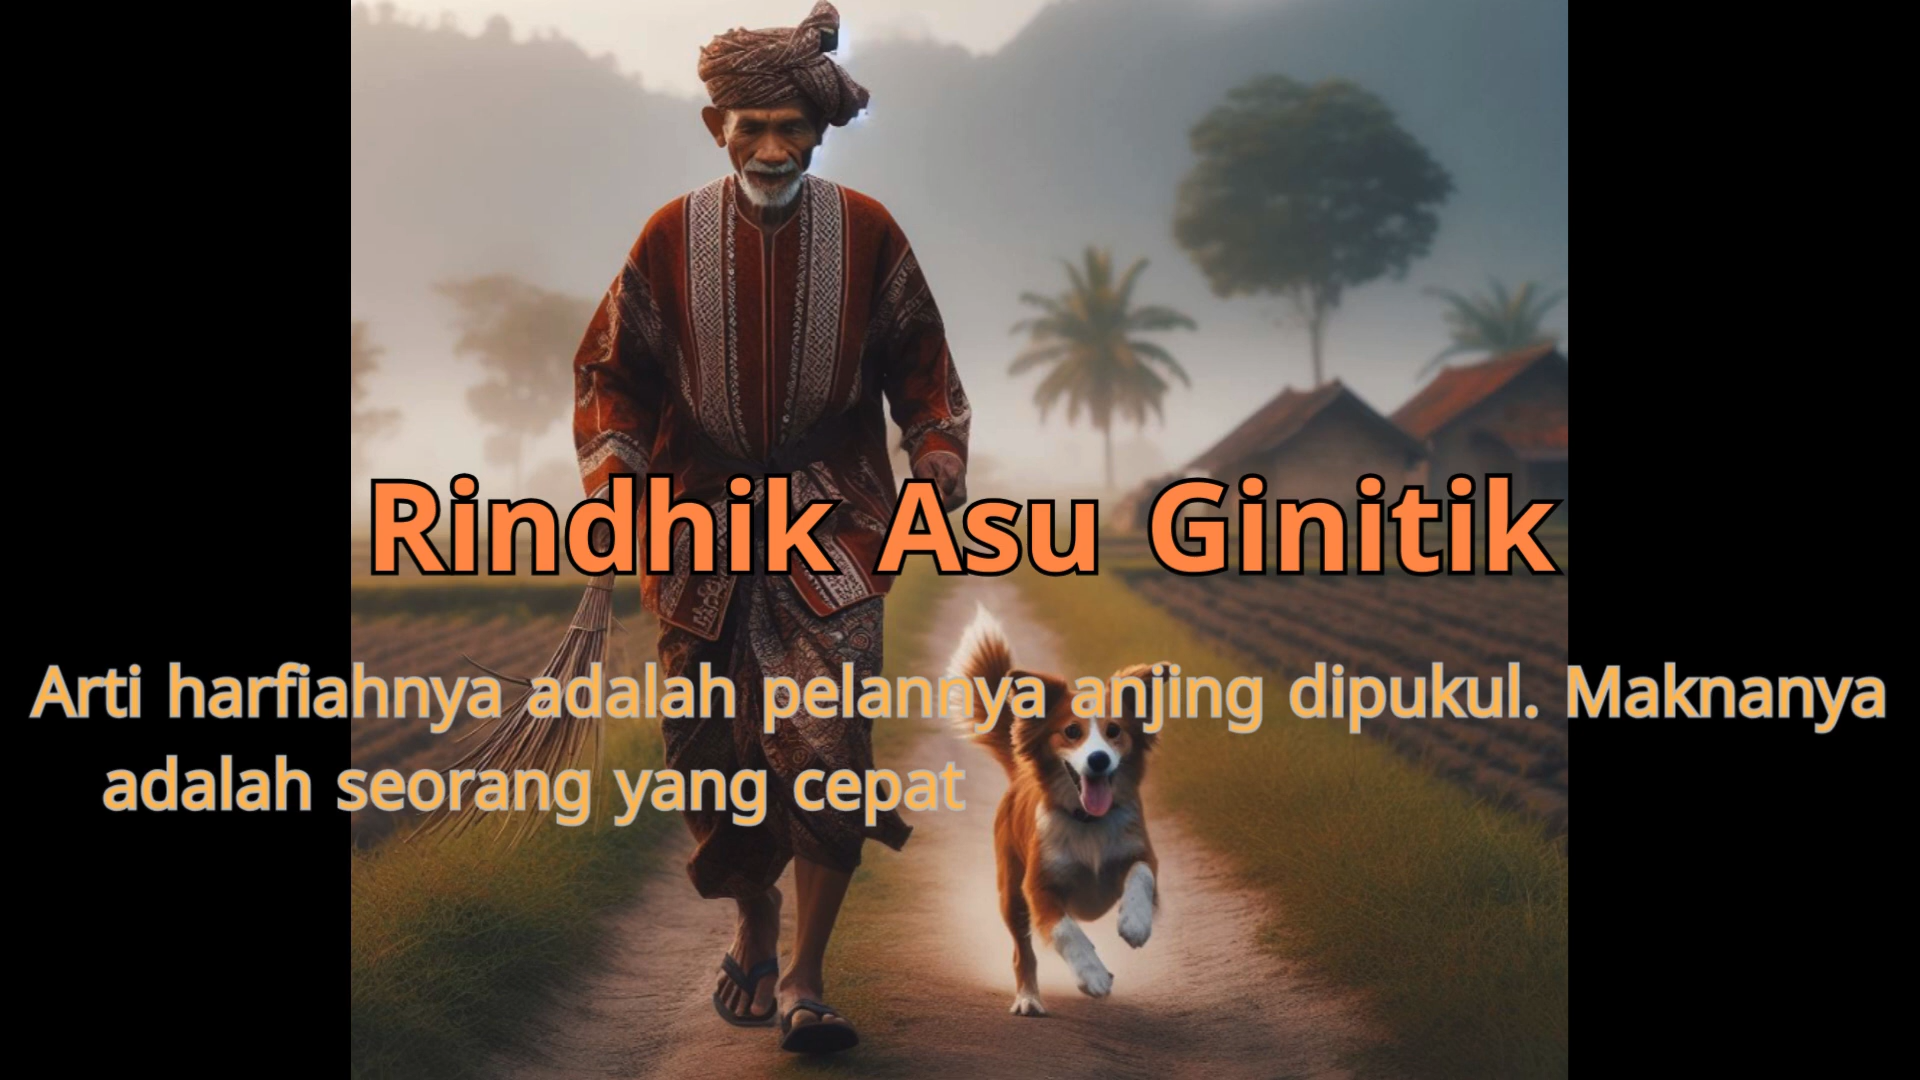 Rindhik Asu Ginitik
Arti harfiahnya adalah pelannya anjing dipukul. Maknanya
adalah seorang yang cepat